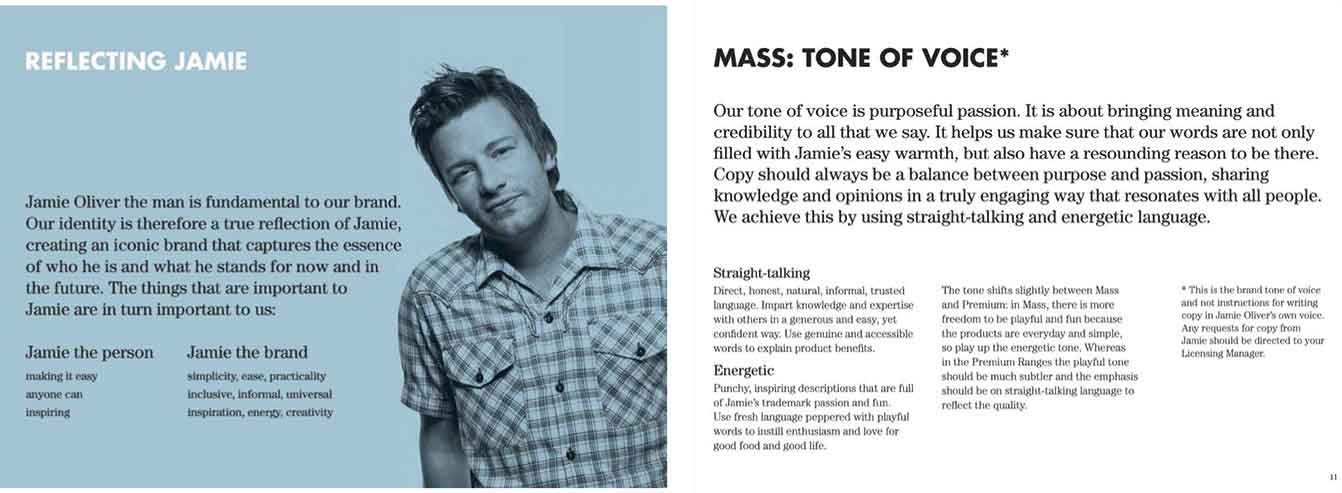 REFLECTING JAMIE
Jamie Oliver the man is fundamental to our brand.
Our identity is therefore a true reflection of Jamie,
creating an iconic brand that captures the essence
of who he is and what he stands for now and in
the future. The things that are important to
Jamie are in turn important to us:
Jamie the person
making it easy
anyone can
inspiring
Jamie the brand
simplicity, ease, practicality
inclusive, informal, universal
inspiration, energy, creativity
MASS: TONE OF VOICE*
Our tone of voice is purposeful passion. It is about bringing meaning and
credibility to all that we say. It helps us make sure that our words are not only
filled with Jamie's easy warmth, but also have a resounding reason to be there.
Copy should always be a balance between purpose and passion, sharing
knowledge and opinions in a truly engaging way that resonates with all people.
We achieve this by using straight-talking and energetic language.
Straight-talking
Direct, honest, natural, informal, trusted
language. Impart knowledge and expertise
with others in a generous and easy, yet
confident way. Use genuine and accessible
words to explain product benefits.
Energetic
Punchy, inspiring descriptions that are full
of Jamie's trademark passion and fun.
Use fresh language peppered with playful
words to instill enthusiasm and love for
good food and good life.
The tone shifts slightly between Mass
and Premium: in Mass, there is more
freedom to be playful and fun because
the products are everyday and simple,
so play up the energetic tone. Whereas
in the Premium Ranges the playful tone
should be much subtler and the emphasis
should be on straight-talking language to
reflect the quality.
* This is the brand tone of voice
and not instructions for writing
copy in Jamie Oliver's own voice.
Any requests for copy from
Jamie should be directed to your
Licensing Manager.
11